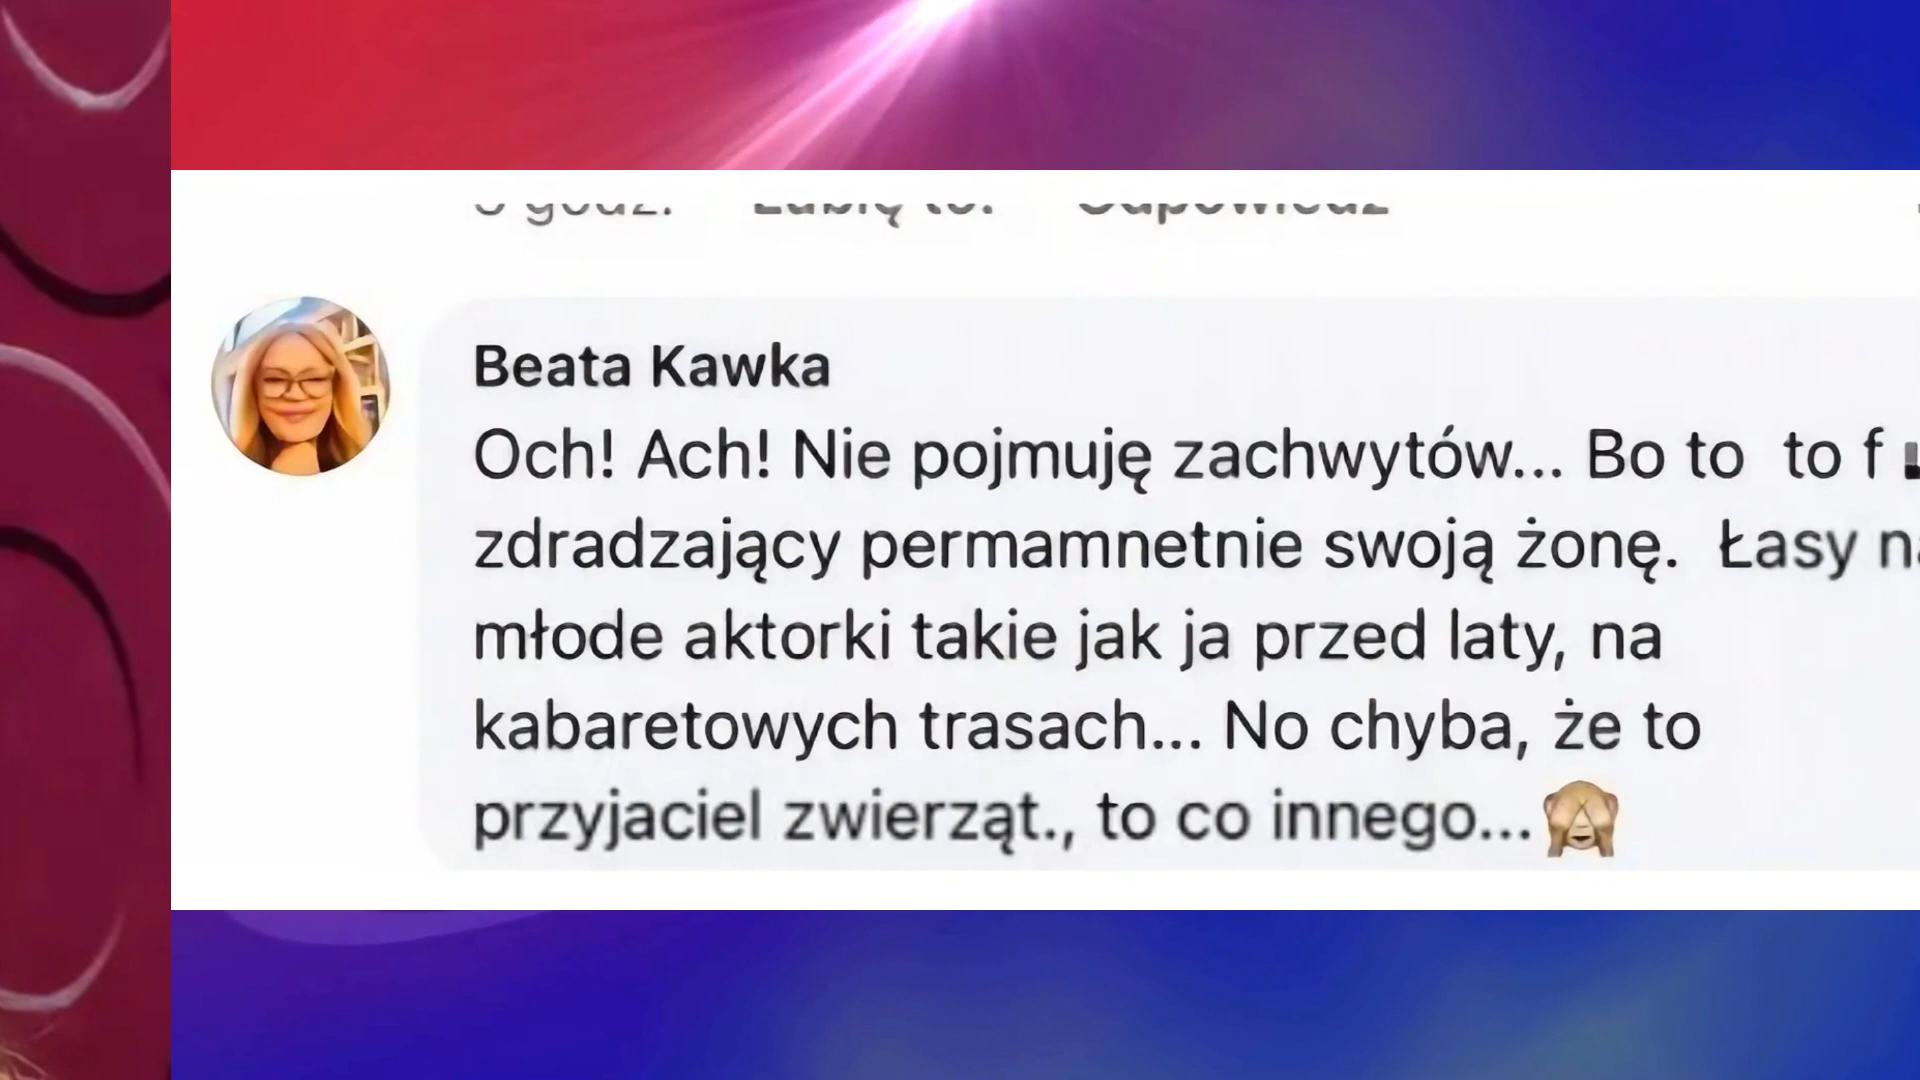 Beata Kawka
Och! Ach! Nie pojmuję zachwytów... Bo to to f
zdradzający permamnetnie swoją żonę. Łasy na
młode aktorki takie jak ja przed laty, na
kabaretowych trasach... No chyba, że to
przyjaciel zwierząt., to co innego...🙈